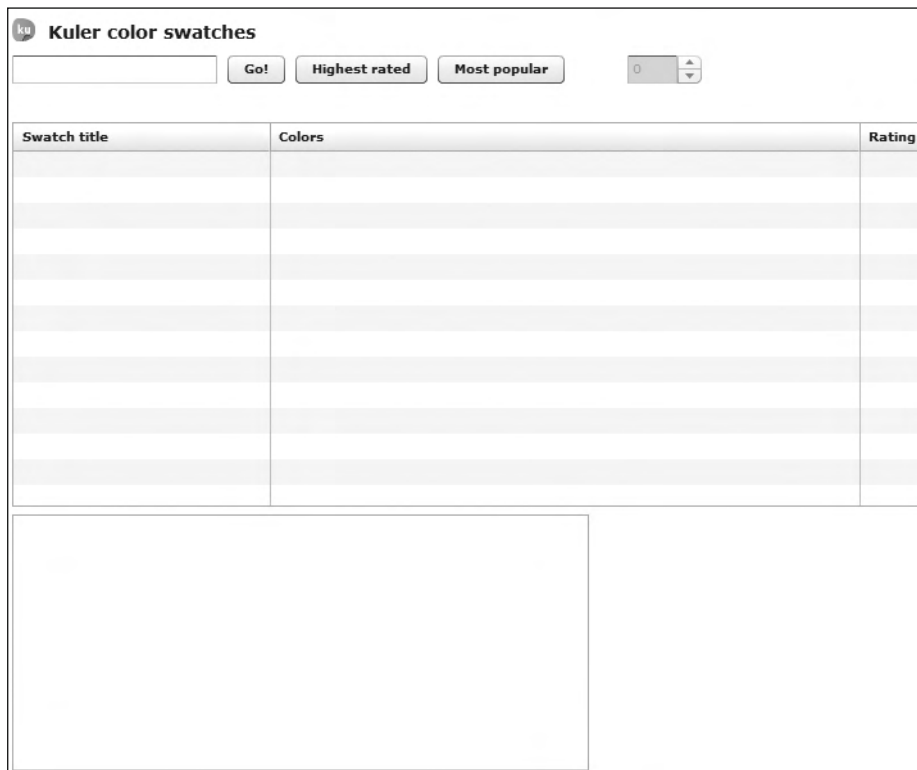 ku Kuler color swatches
Go! Highest rated Most popular 0
Swatch title Colors Rating